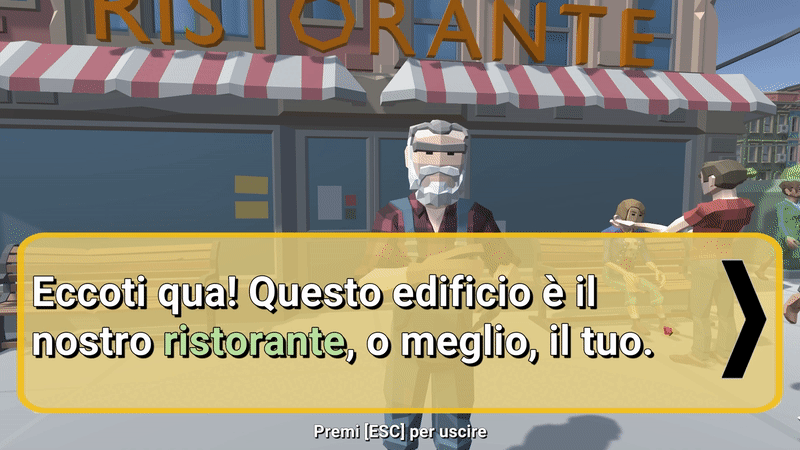 RISTORANTE
Eccoti qua! Questo edificio è il
nostro ristorante, o meglio, il tuo.
Premi [ESC] per uscire